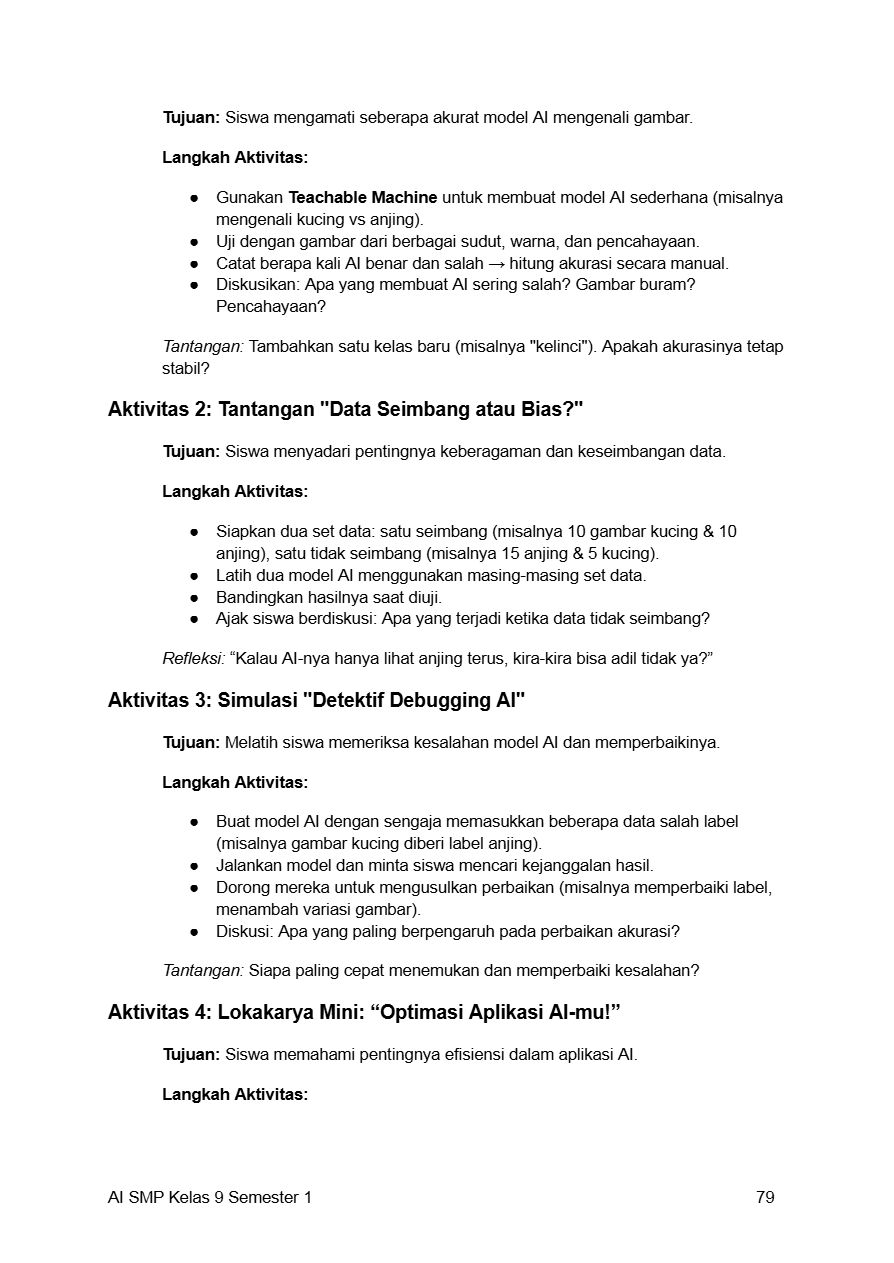 Tujuan: Siswa mengamati seberapa akurat model AI mengenali gambar.
Langkah Aktivitas:
● Gunakan Teachable Machine untuk membuat model AI sederhana (misalnya
mengenali kucing vs anjing).
● Uji dengan gambar dari berbagai sudut, warna, dan pencahayaan.
● Catat berapa kali AI benar dan salah → hitung akurasi secara manual.
● Diskusikan: Apa yang membuat AI sering salah? Gambar buram?
Pencahayaan?
Tantangan: Tambahkan satu kelas baru (misalnya "kelinci"). Apakah akurasinya tetap
stabil?
Aktivitas 2: Tantangan "Data Seimbang atau Bias?"
Tujuan: Siswa menyadari pentingnya keberagaman dan keseimbangan data.
Langkah Aktivitas:
● Siapkan dua set data: satu seimbang (misalnya 10 gambar kucing & 10
anjing), satu tidak seimbang (misalnya 15 anjing & 5 kucing).
● Latih dua model AI menggunakan masing-masing set data.
● Bandingkan hasilnya saat diuji.
● Ajak siswa berdiskusi: Apa yang terjadi ketika data tidak seimbang?
Refleksi: “Kalau AI-nya hanya lihat anjing terus, kira-kira bisa adil tidak ya?”
Aktivitas 3: Simulasi "Detektif Debugging AI"
Tujuan: Melatih siswa memeriksa kesalahan model AI dan memperbaikinya.
Langkah Aktivitas:
● Buat model AI dengan sengaja memasukkan beberapa data salah label
(misalnya gambar kucing diberi label anjing).
● Jalankan model dan minta siswa mencari kejanggalan hasil.
● Dorong mereka untuk mengusulkan perbaikan (misalnya memperbaiki label,
menambah variasi gambar).
● Diskusi: Apa yang paling berpengaruh pada perbaikan akurasi?
Tantangan: Siapa paling cepat menemukan dan memperbaiki kesalahan?
Aktivitas 4: Lokakarya Mini: “Optimasi Aplikasi AI-mu!”
Tujuan: Siswa memahami pentingnya efisiensi dalam aplikasi AI.
Langkah Aktivitas:
AI SMP Kelas 9 Semester 1 79